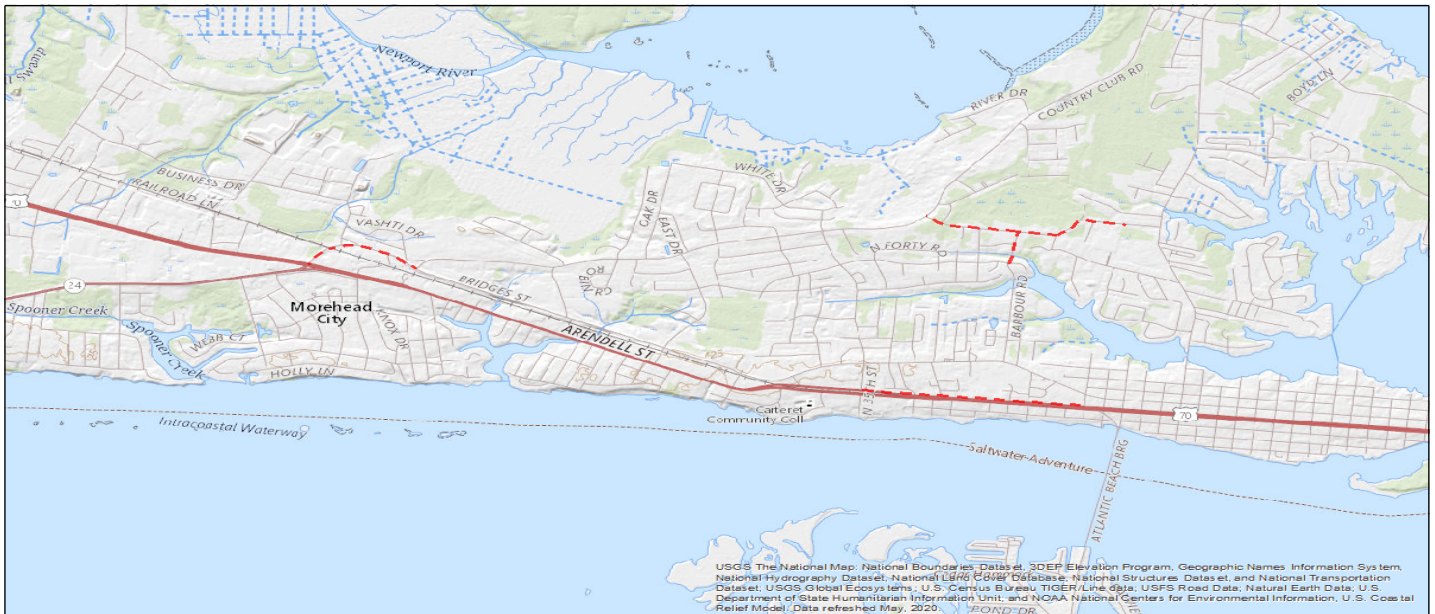 Swamp
Newport River
BOYD LN
RIVER DR
COUNTRY CLUB RD
WHITE DR
BUSINESS DR
RAILROAD LN
OAK DR
EAST DR
VASHTI DR
N FORTY R
24
BRIDGES ST
BARBOUR RD
Spooner Creek
Morehead
City
KNOX DR
Spooner Creek
WEBB CT
HOLLY LN
ARENDELL ST
N 35TH ST
Carteret
Community Coll
70
Intracoastal Waterway
Saltwater Adventure
ATLANTIC BEACH BRG
USGS The National Map: National Boundaries Dataset, 3DEP Elevation Program, Geographic Names Information System,
National Hydrography Dataset, National Land Cover Database, National Structures Dataset, and National Transportation
Dataset; USGS Global Ecosystems; U.S. Census Bureau TIGER/Line data; USFS Road Data; Natural Earth Data; U.S.
Department of State Humanitarian Information Unit; and NOAA National Centers for Environmental Information, U.S. Coastal
Relief Model. Data refreshed May, 2020.
POND DR